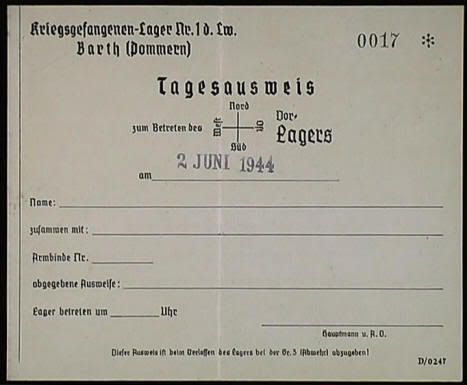 Kriegsgefangenen-Lager Nr. 1 d. Lw.
Barth (Pommern)
0017 *
Tagesausweis
zum Betreten des
Nord
West
Ost
Süd
Vor-
Lagers
2 JUNI 1944
am
Name:
zusammen mit:
Armbinde Nr.
abgegebene Ausweise:
Lager betreten um Uhr
Hauptmann u. A.O.
Dieser Ausweis ist beim Verlassen des Lagers bei der Gr. 3 (Abwehr) abzugeben!
D/0247